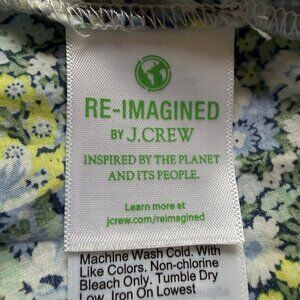 RE-IMAGINED
BY J.CREW
INSPIRED BY THE PLANET
AND ITS PEOPLE.
Learn more at
jcrew.com/reimagined
Machine Wash Cold. With
Like Colors. Non-chlorine
Bleach Only. Tumble Dry
Low. Iron On Lowest